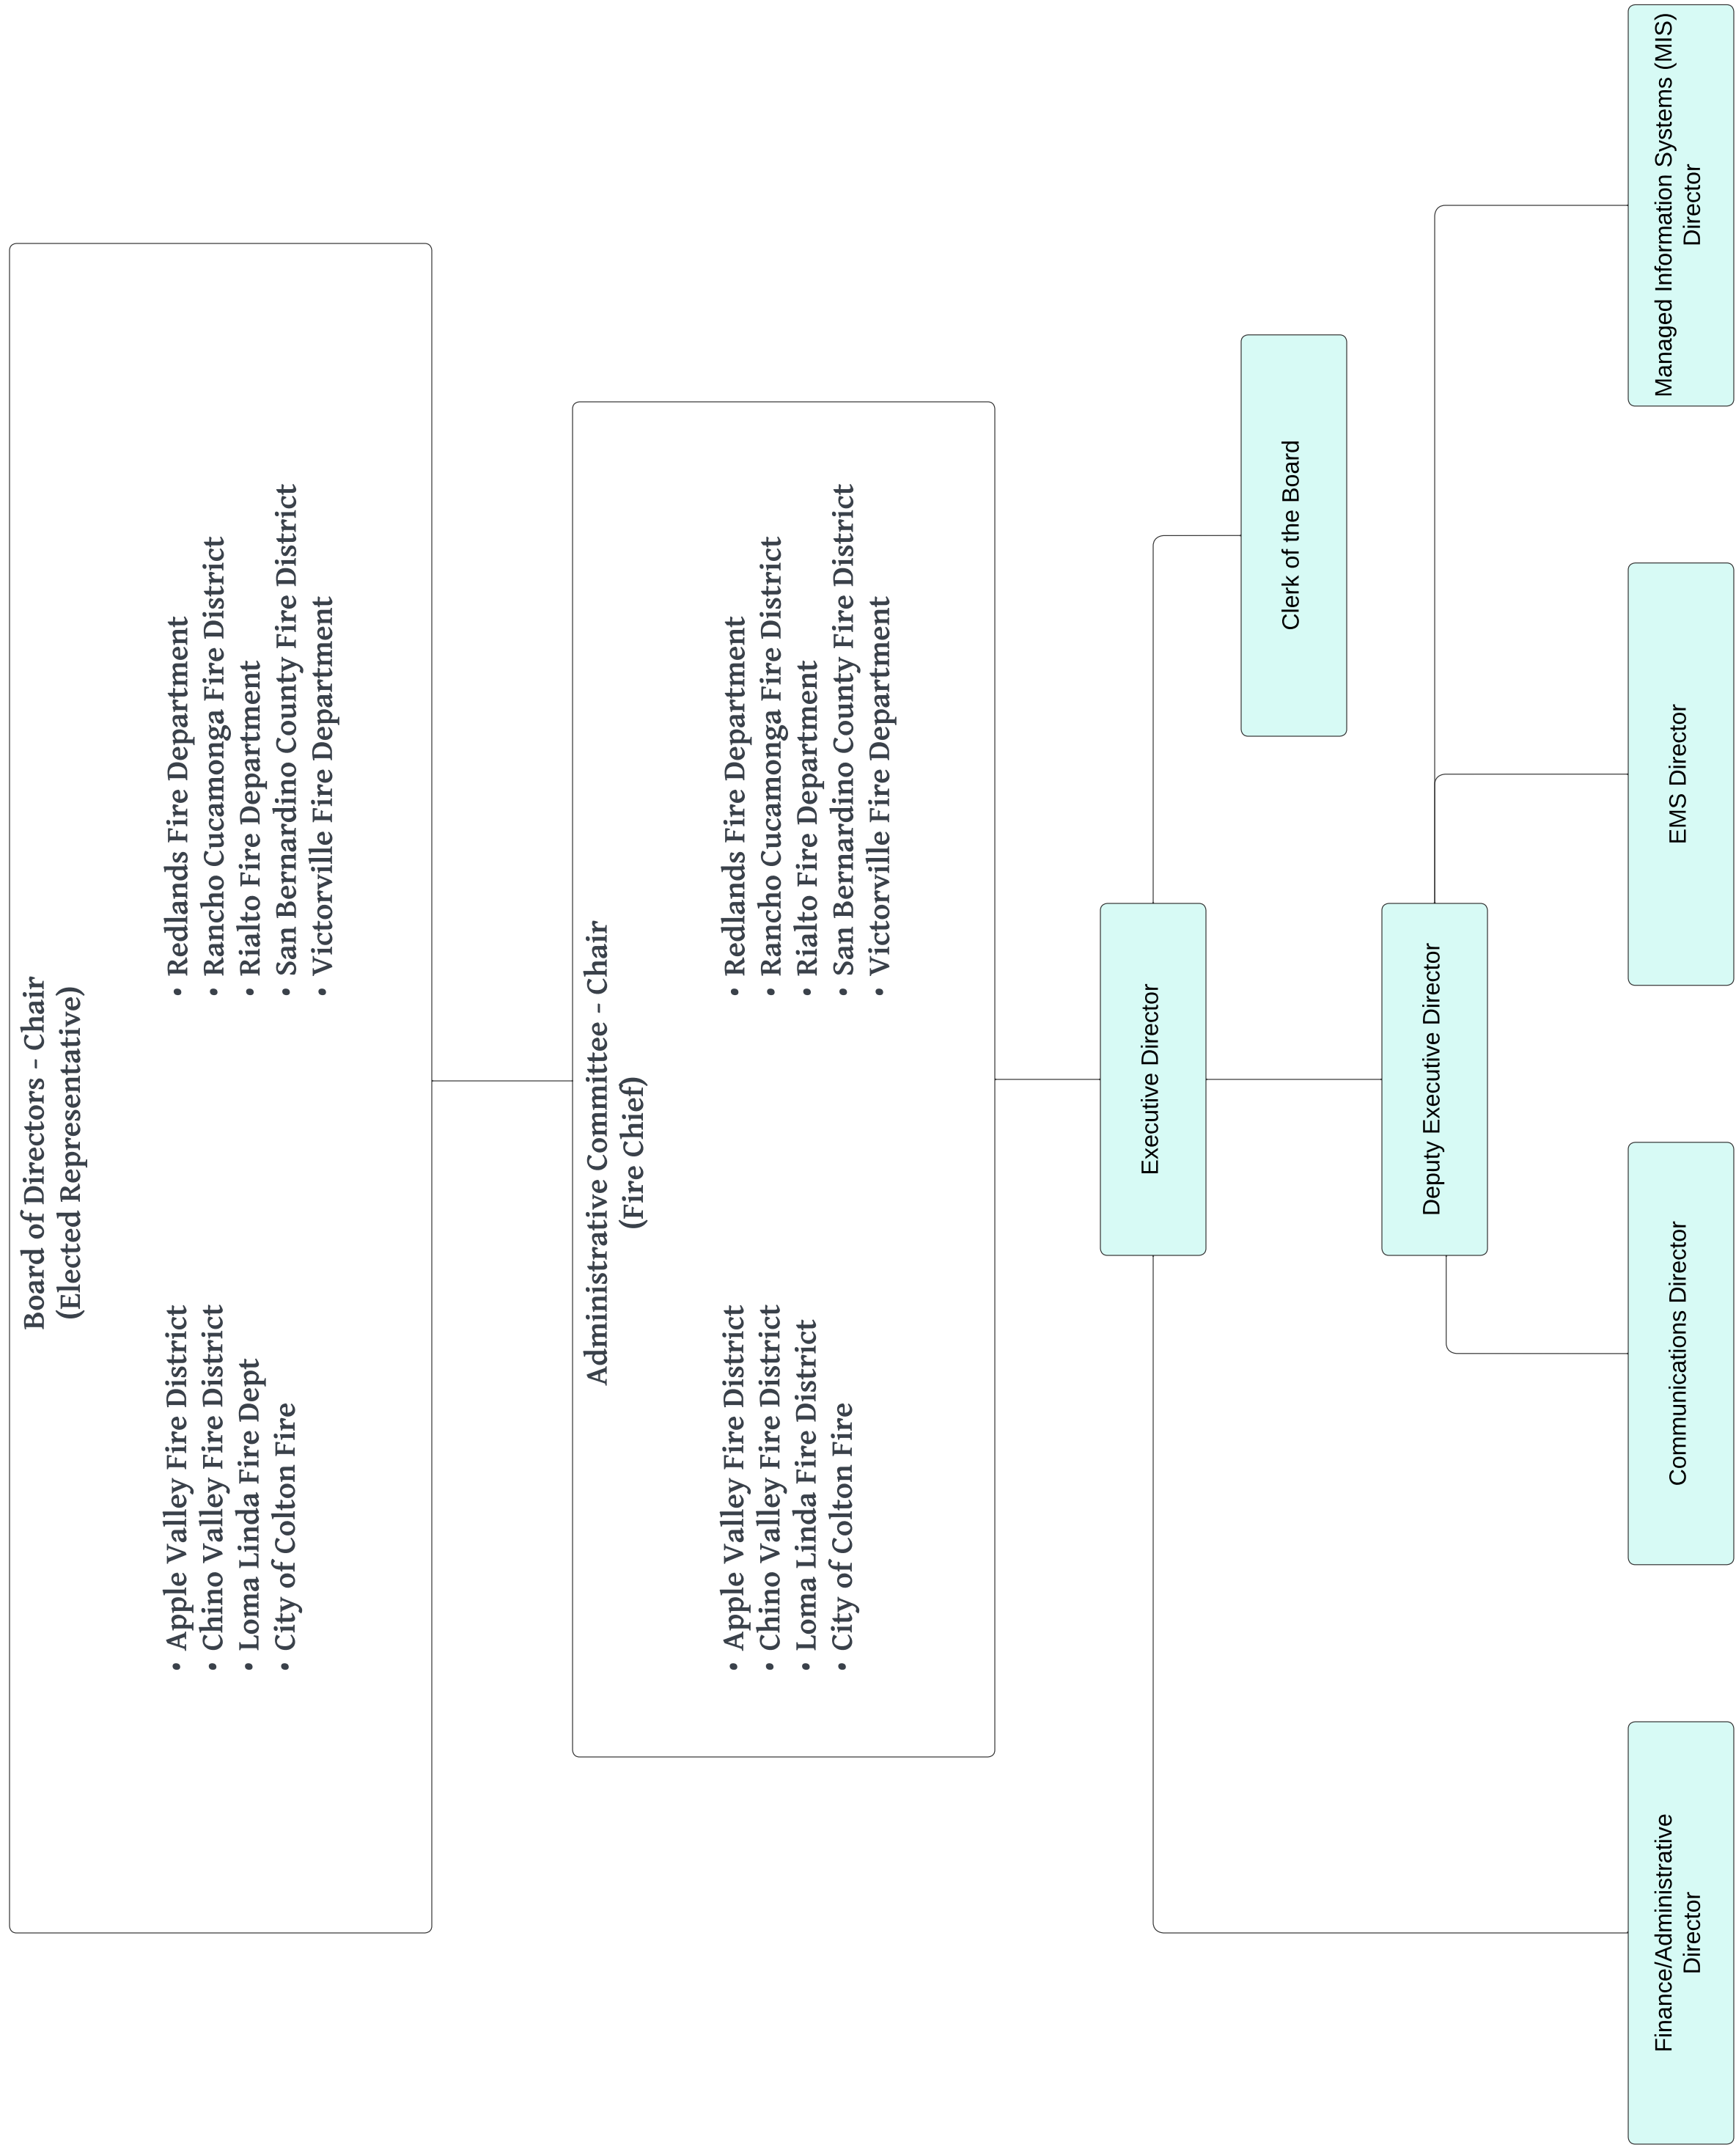 Board of Directors - Chair
(Elected Representative)
• Apple Valley Fire District
• Chino Valley Fire District
• Loma Linda Fire Dept
• City of Colton Fire
• Redlands Fire Department
• Rancho Cucamonga Fire District
• Rialto Fire Department
• San Bernardino County Fire District
• Victorville Fire Department
Administrative Committee - Chair
(Fire Chief)
• Apple Valley Fire District
• Chino Valley Fire District
• Loma Linda Fire District
• City of Colton Fire
• Redlands Fire Department
• Rancho Cucamonga Fire District
• Rialto Fire Department
• San Bernardino County Fire District
• Victorville Fire Department
Executive Director
Clerk of the Board
Deputy Executive Director
Finance/Administrative
Director
Communications Director
EMS Director
Managed Information Systems (MIS)
Director